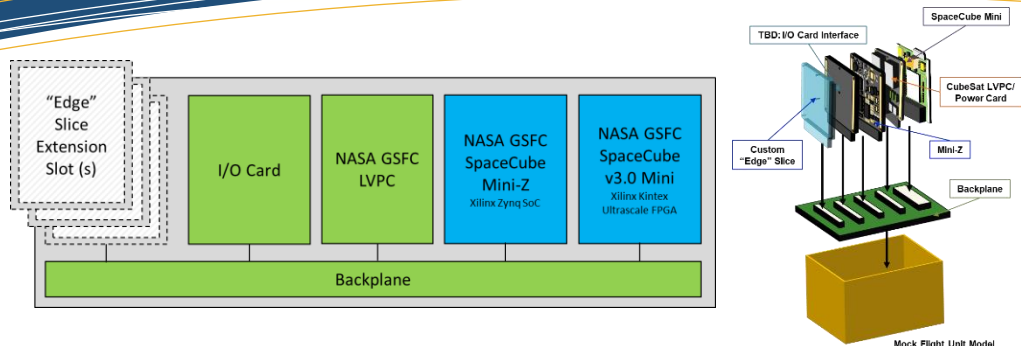 "Edge"
Slice
Extension
Slot (s)
I/O Card
NASA GSFC
LVPC
NASA GSFC
SpaceCube
Mini-Z
Xilinx Zynq SoC
NASA GSFC
SpaceCube
v3.0 Mini
Xilinx Kintex
Ultrascale FPGA
Backplane
SpaceCube Mini
TBD: I/O Card Interface
CubeSat LVPC/
Power Card
Custom
"Edge" Slice
Mini-Z
Backplane
Mock Flight Unit Model